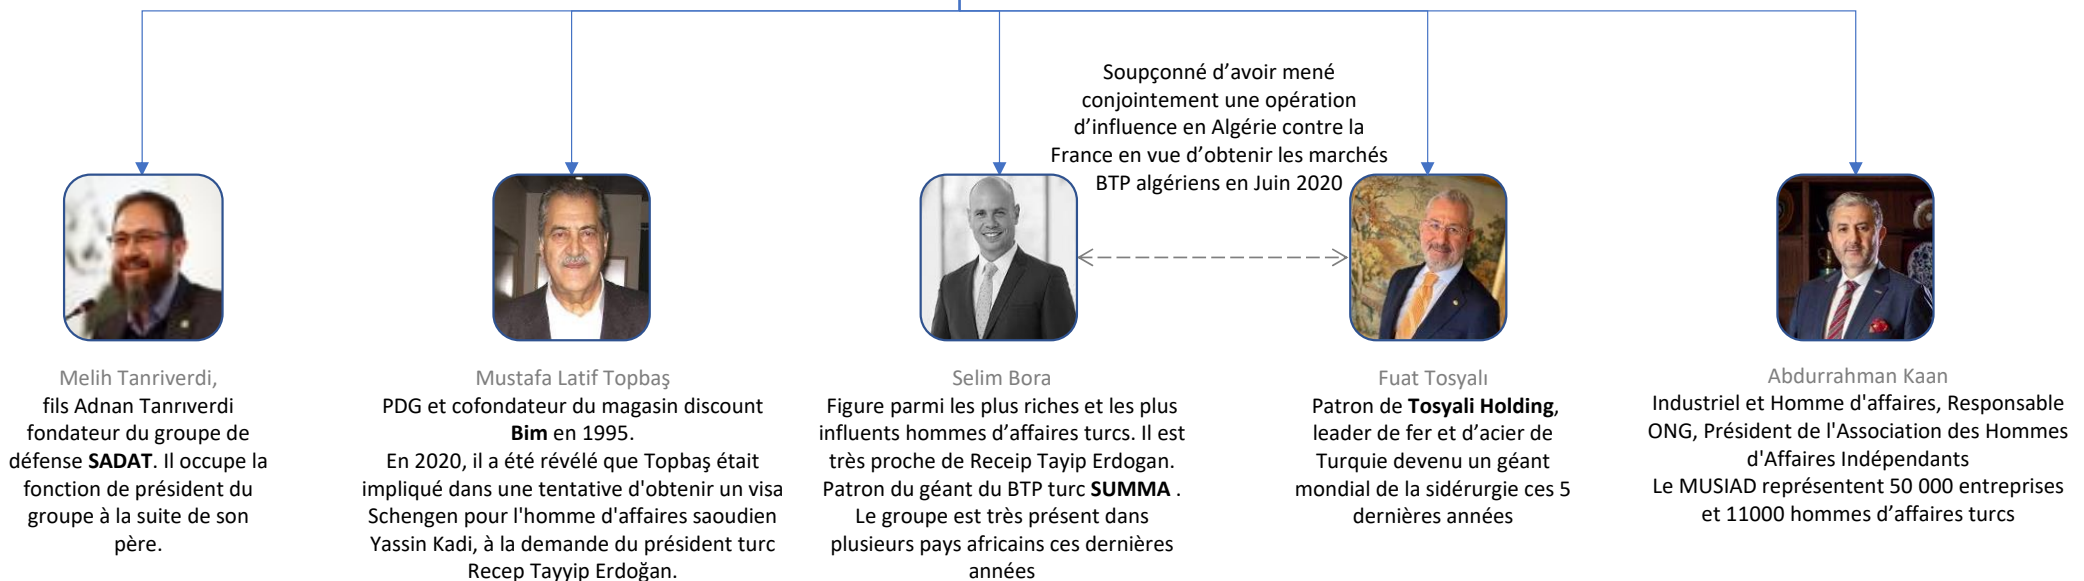 Soupçonné d’avoir mené
conjointement une opération
d’influence en Algérie contre la
France en vue d’obtenir les marchés
BTP algériens en Juin 2020
Melih Tanriverdi,
fils Adnan Tanrıverdi
fondateur du groupe de
défense SADAT. Il occupe la
fonction de président du
groupe à la suite de son
père.
Mustafa Latif Topbaş
PDG et cofondateur du magasin discount
Bim en 1995.
En 2020, il a été révélé que Topbaş était
impliqué dans une tentative d'obtenir un visa
Schengen pour l'homme d'affaires saoudien
Yassin Kadi, à la demande du président turc
Recep Tayyip Erdoğan.
Selim Bora
Figure parmi les plus riches et les plus
influents hommes d’affaires turcs. Il est
très proche de Receip Tayip Erdogan.
Patron du géant du BTP turc SUMMA .
Le groupe est très présent dans
plusieurs pays africains ces dernières
années
Fuat Tosyalı
Patron de Tosyali Holding,
leader de fer et d’acier de
Turquie devenu un géant
mondial de la sidérurgie ces 5
dernières années
Abdurrahman Kaan
Industriel et Homme d'affaires, Responsable
ONG, Président de l'Association des Hommes
d'Affaires Indépendants
Le MUSIAD représentent 50 000 entreprises
et 11000 hommes d’affaires turcs